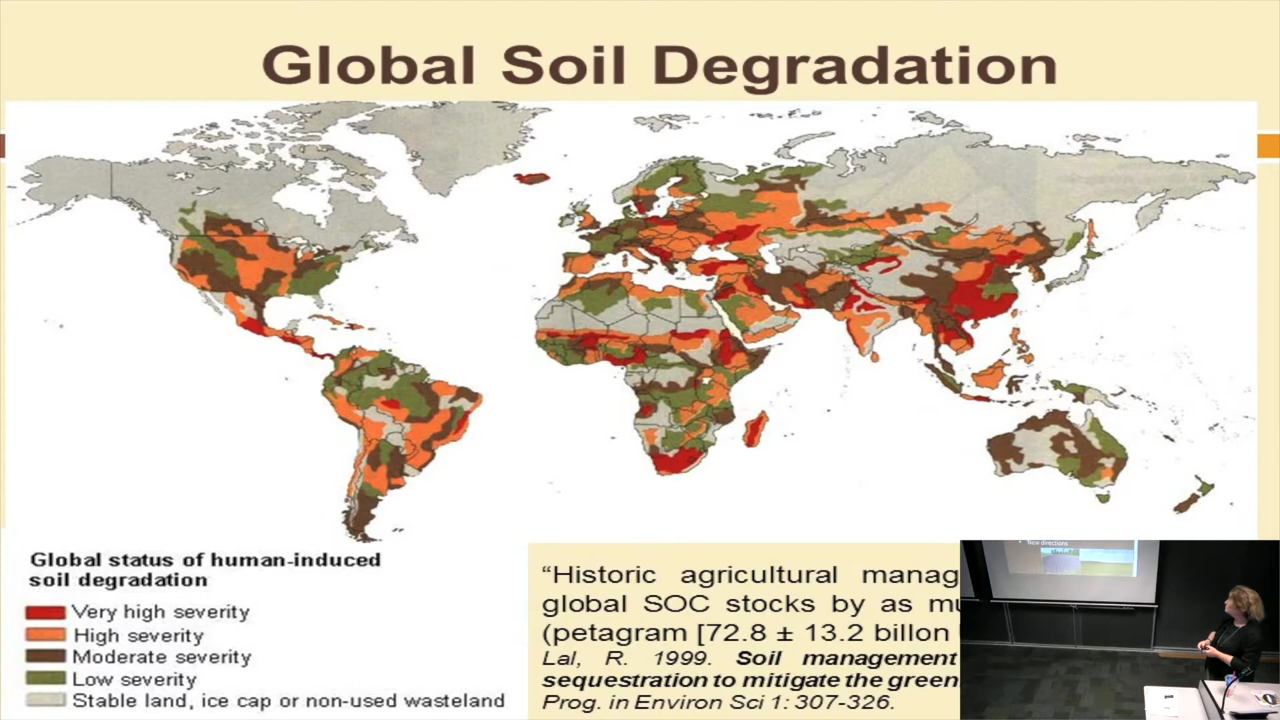 Global Soil Degradation
Global status of human-induced
soil degradation
Very high severity
High severity
Moderate severity
Low severity
Stable land, ice cap or non-used wasteland
“Historic agricultural manag
global SOC stocks by as mu
(petagram [72.8 ± 13.2 billon
Lal, R. 1999. Soil management
sequestration to mitigate the green
Prog. in Environ Sci 1: 307-326.
New directions